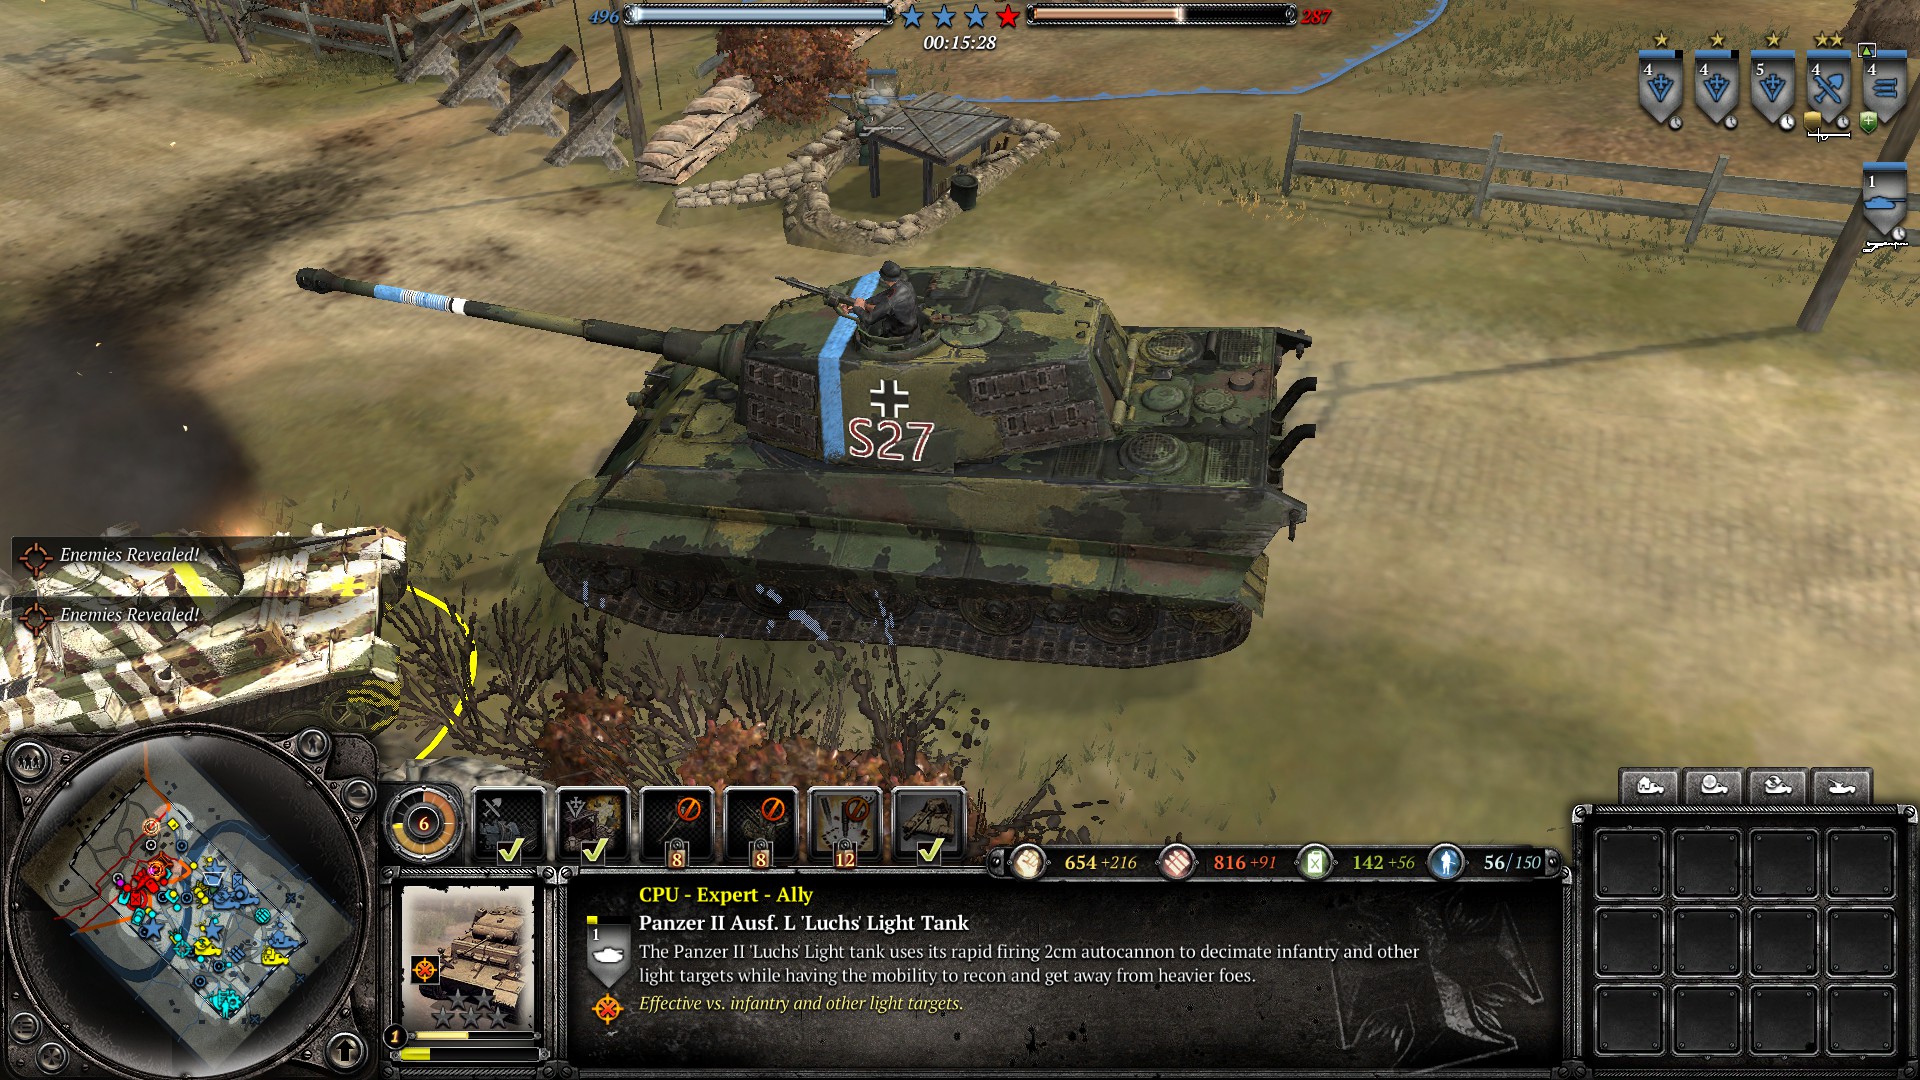 496
287
00:15:28
4
4
5
4
4
1
S27
Enemies Revealed!
Enemies Revealed!
6
8
8
12
654 +216
816 +91
142 +56
56/150
CPU - Expert - Ally
Panzer II Ausf. L 'Luchs' Light Tank
1
The Panzer II 'Luchs' Light tank uses its rapid firing 2cm autocannon to decimate infantry and other
light targets while having the mobility to recon and get away from heavier foes.
Effective vs. infantry and other light targets.
1